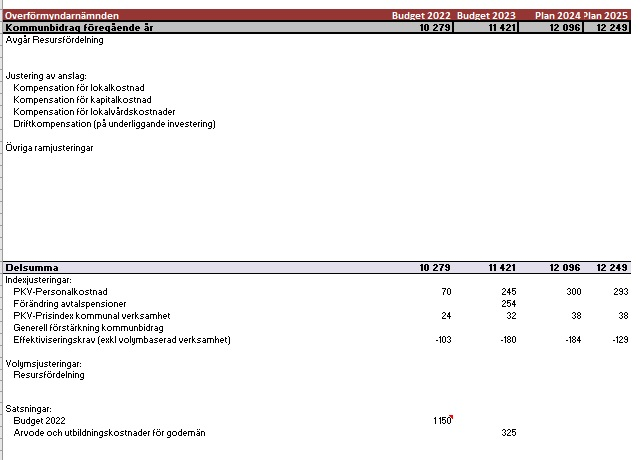 Överförmyndarnämnden Budget 2022 Budget 2023 Plan 2024 Plan 2025
Kommunbidrag föregående år 10 279 11 421 12 096 12 249
Avgår Resursfördelning
Justering av anslag:
Kompensation för lokalkostnad
Kompensation för kapitalkostnad
Kompensation för lokalvårdskostnader
Driftkompensation (på underliggande investering)
Övriga ramjusteringar
Delsumma 10 279 11 421 12 096 12 249
Indexjusteringar:
PKV-Personalkostnad 70 245 300 293
Förändring avtalspensioner 254
PKV-Prisindex kommunal verksamhet 24 32 38 38
Generell förstärkning kommunbidrag
Effektiviseringskrav (exkl volymbaserad verksamhet) -103 -180 -184 -129
Volymsjusteringar:
Resursfördelning
Satsningar:
Budget 2022 1 150
Arvode och utbildningskostnader för godemän 325